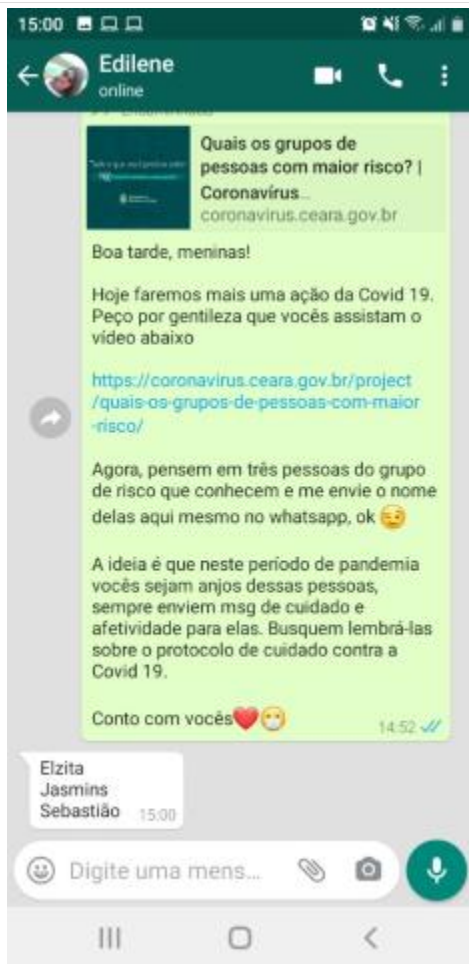 15:00
Edilene
online
Quais os grupos de
pessoas com maior risco? |
Coronavírus...
coronavirus.ceara.gov.br
Boa tarde, meninas!
Hoje faremos mais uma ação da Covid 19.
Peço por gentileza que vocês assistam o
vídeo abaixo
https://coronavirus.ceara.gov.br/project
/quais-os-grupos-de-pessoas-com-maior
-risco/
Agora, pensem em três pessoas do grupo
de risco que conhecem e me envie o nome
delas aqui mesmo no whatsapp, ok 😏
A ideia é que neste período de pandemia
vocês sejam anjos dessas pessoas,
sempre enviem msg de cuidado e
afetividade para elas. Busquem lembrá-las
sobre o protocolo de cuidado contra a
Covid 19.
Conto com vocês❤️😷
14:52
Elzita
Jasmins
Sebastião
15:00
Digite uma mens...